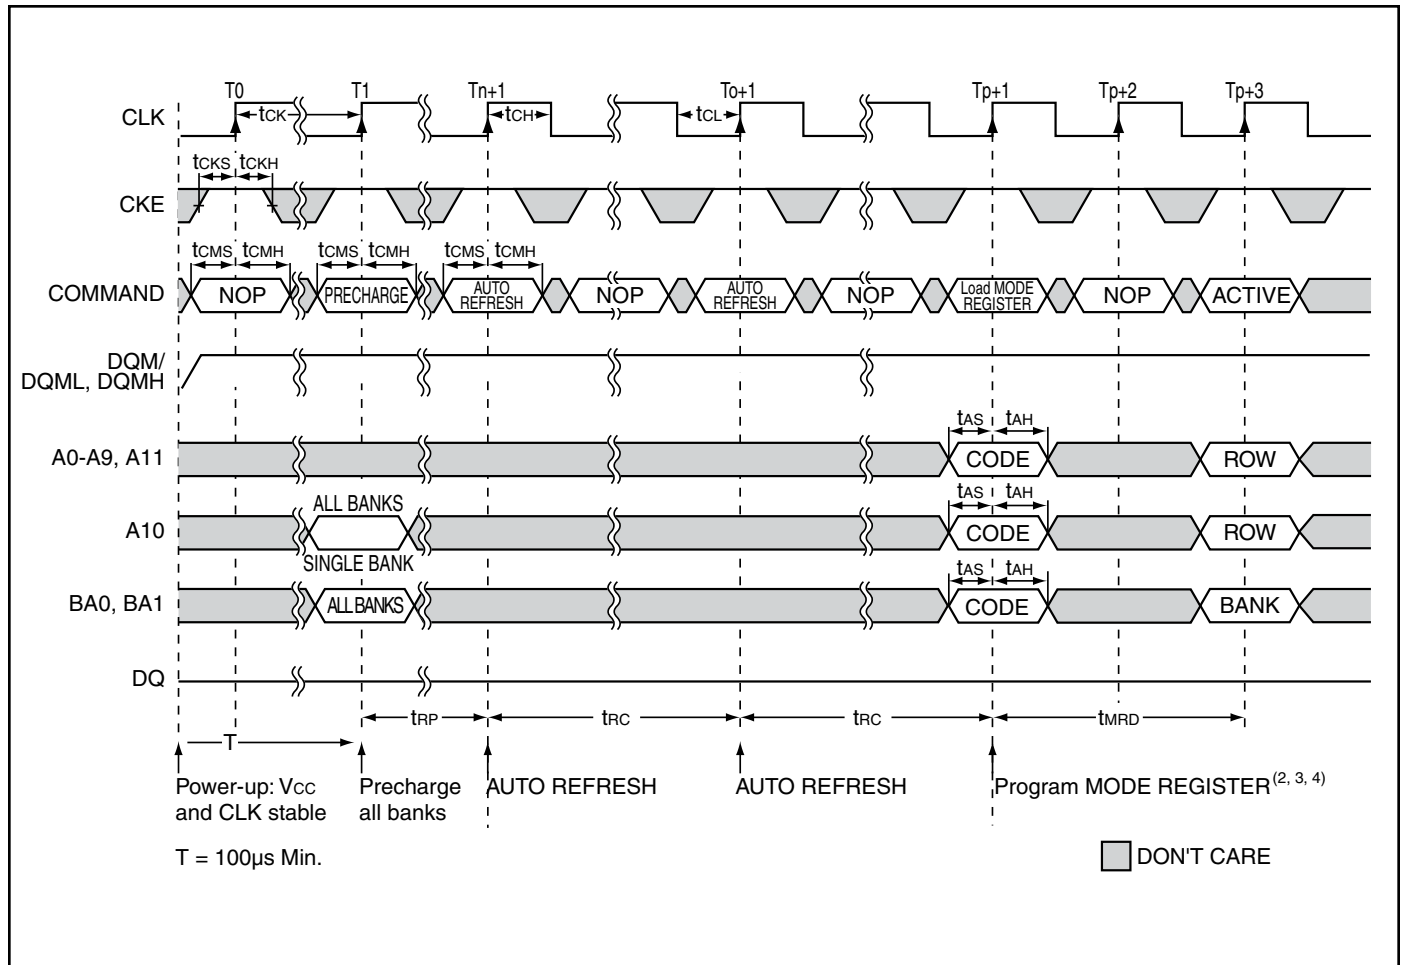 T0 T1 Tn+1 To+1 Tp+1 Tp+2 Tp+3
CLK tCK tCH tCL
tCKS tCKH
CKE
tCMS tCMH tCMS tCMH tCMS tCMH
COMMAND NOP PRECHARGE AUTO REFRESH NOP AUTO REFRESH NOP Load MODE REGISTER NOP ACTIVE
DQM/
DQML, DQMH
tAS tAH
A0-A9, A11 CODE ROW
ALL BANKS tAS tAH
A10 CODE ROW
SINGLE BANK tAS tAH
BA0, BA1 ALL BANKS CODE BANK
DQ
tRP tRC tRC tMRD
T
Power-up: VCC Precharge AUTO REFRESH AUTO REFRESH Program MODE REGISTER(2, 3, 4)
and CLK stable all banks
T = 100µs Min. DON'T CARE